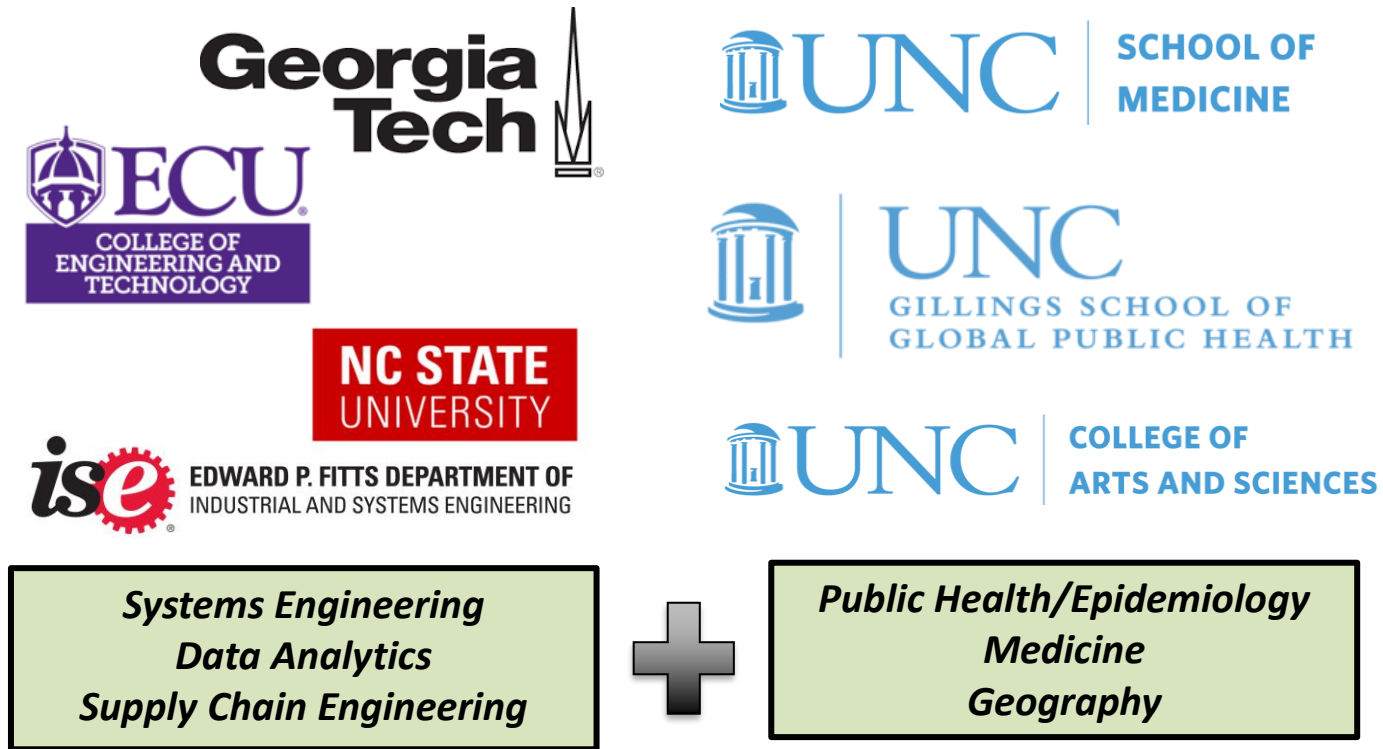 Georgia
Tech
®
ECU®
COLLEGE OF
ENGINEERING AND
TECHNOLOGY
NC STATE
UNIVERSITY
ise®
EDWARD P. FITTS DEPARTMENT OF
INDUSTRIAL AND SYSTEMS ENGINEERING
UNC
SCHOOL OF
MEDICINE
UNC
GILLINGS SCHOOL OF
GLOBAL PUBLIC HEALTH
UNC
COLLEGE OF
ARTS AND SCIENCES
Systems Engineering
Data Analytics
Supply Chain Engineering
Public Health/Epidemiology
Medicine
Geography